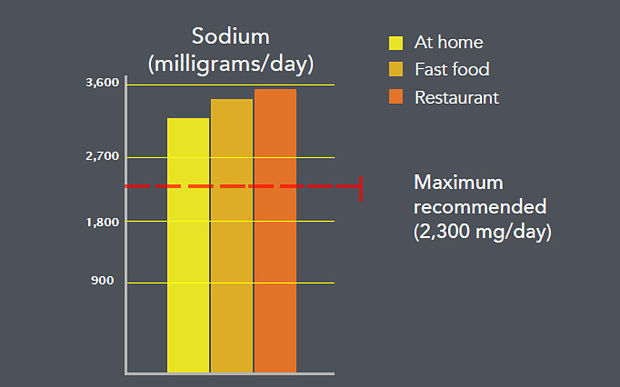 Sodium
(milligrams/day)
3,600
2,700
1,800
900
At home
Fast food
Restaurant
Maximum
recommended
(2,300 mg/day)